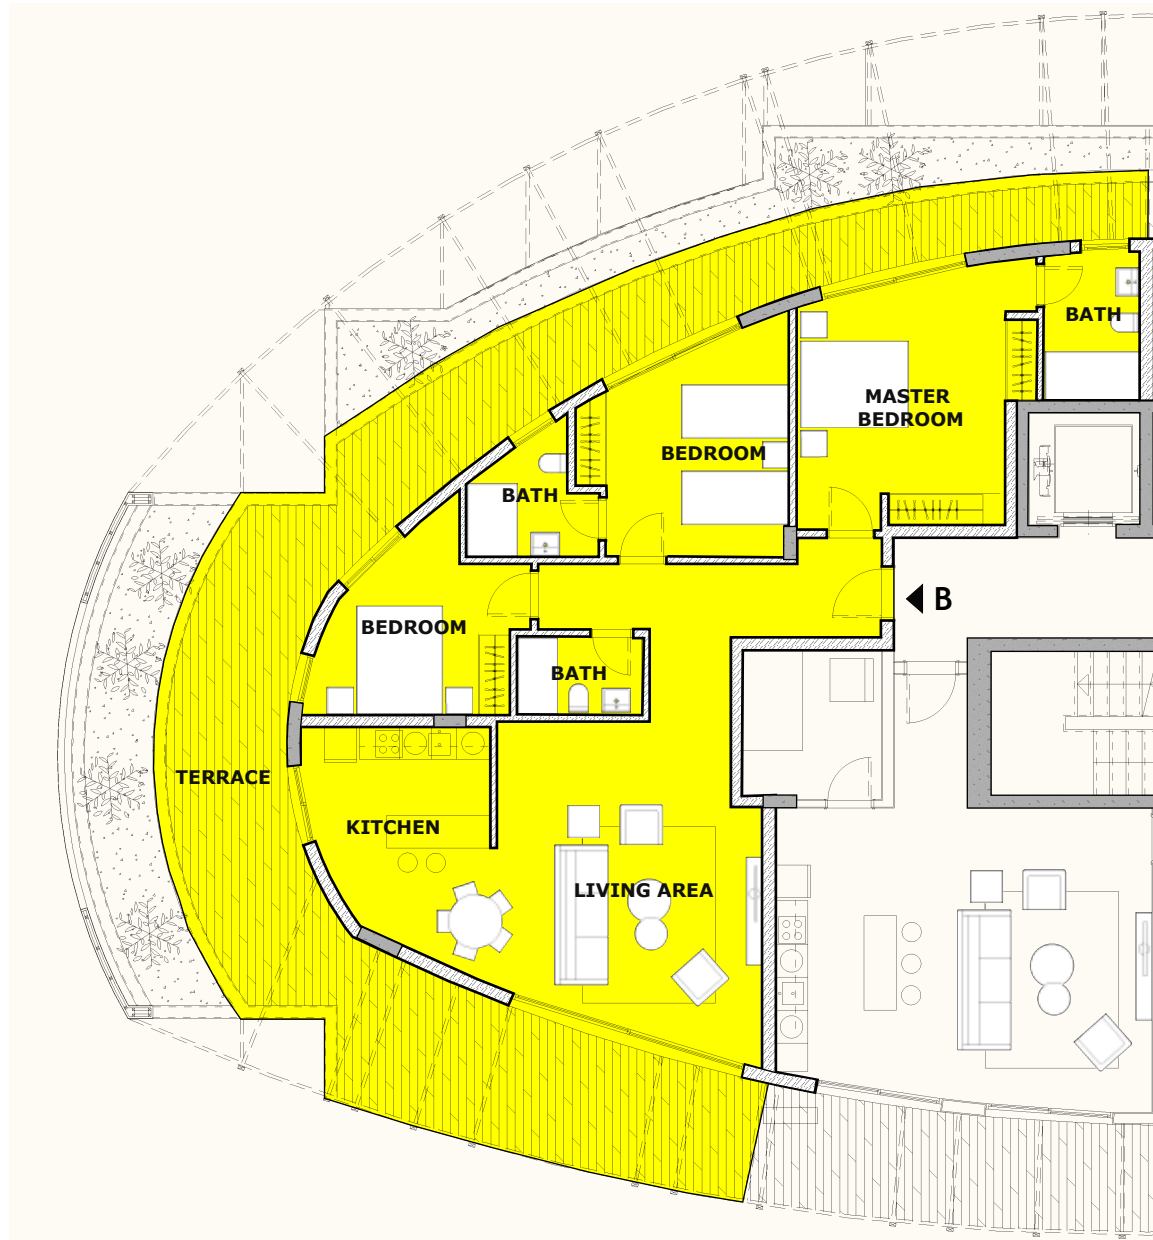 BATH
MASTER
BEDROOM
BEDROOM
BATH
B
BEDROOM
BATH
TERRACE
KITCHEN
LIVING AREA